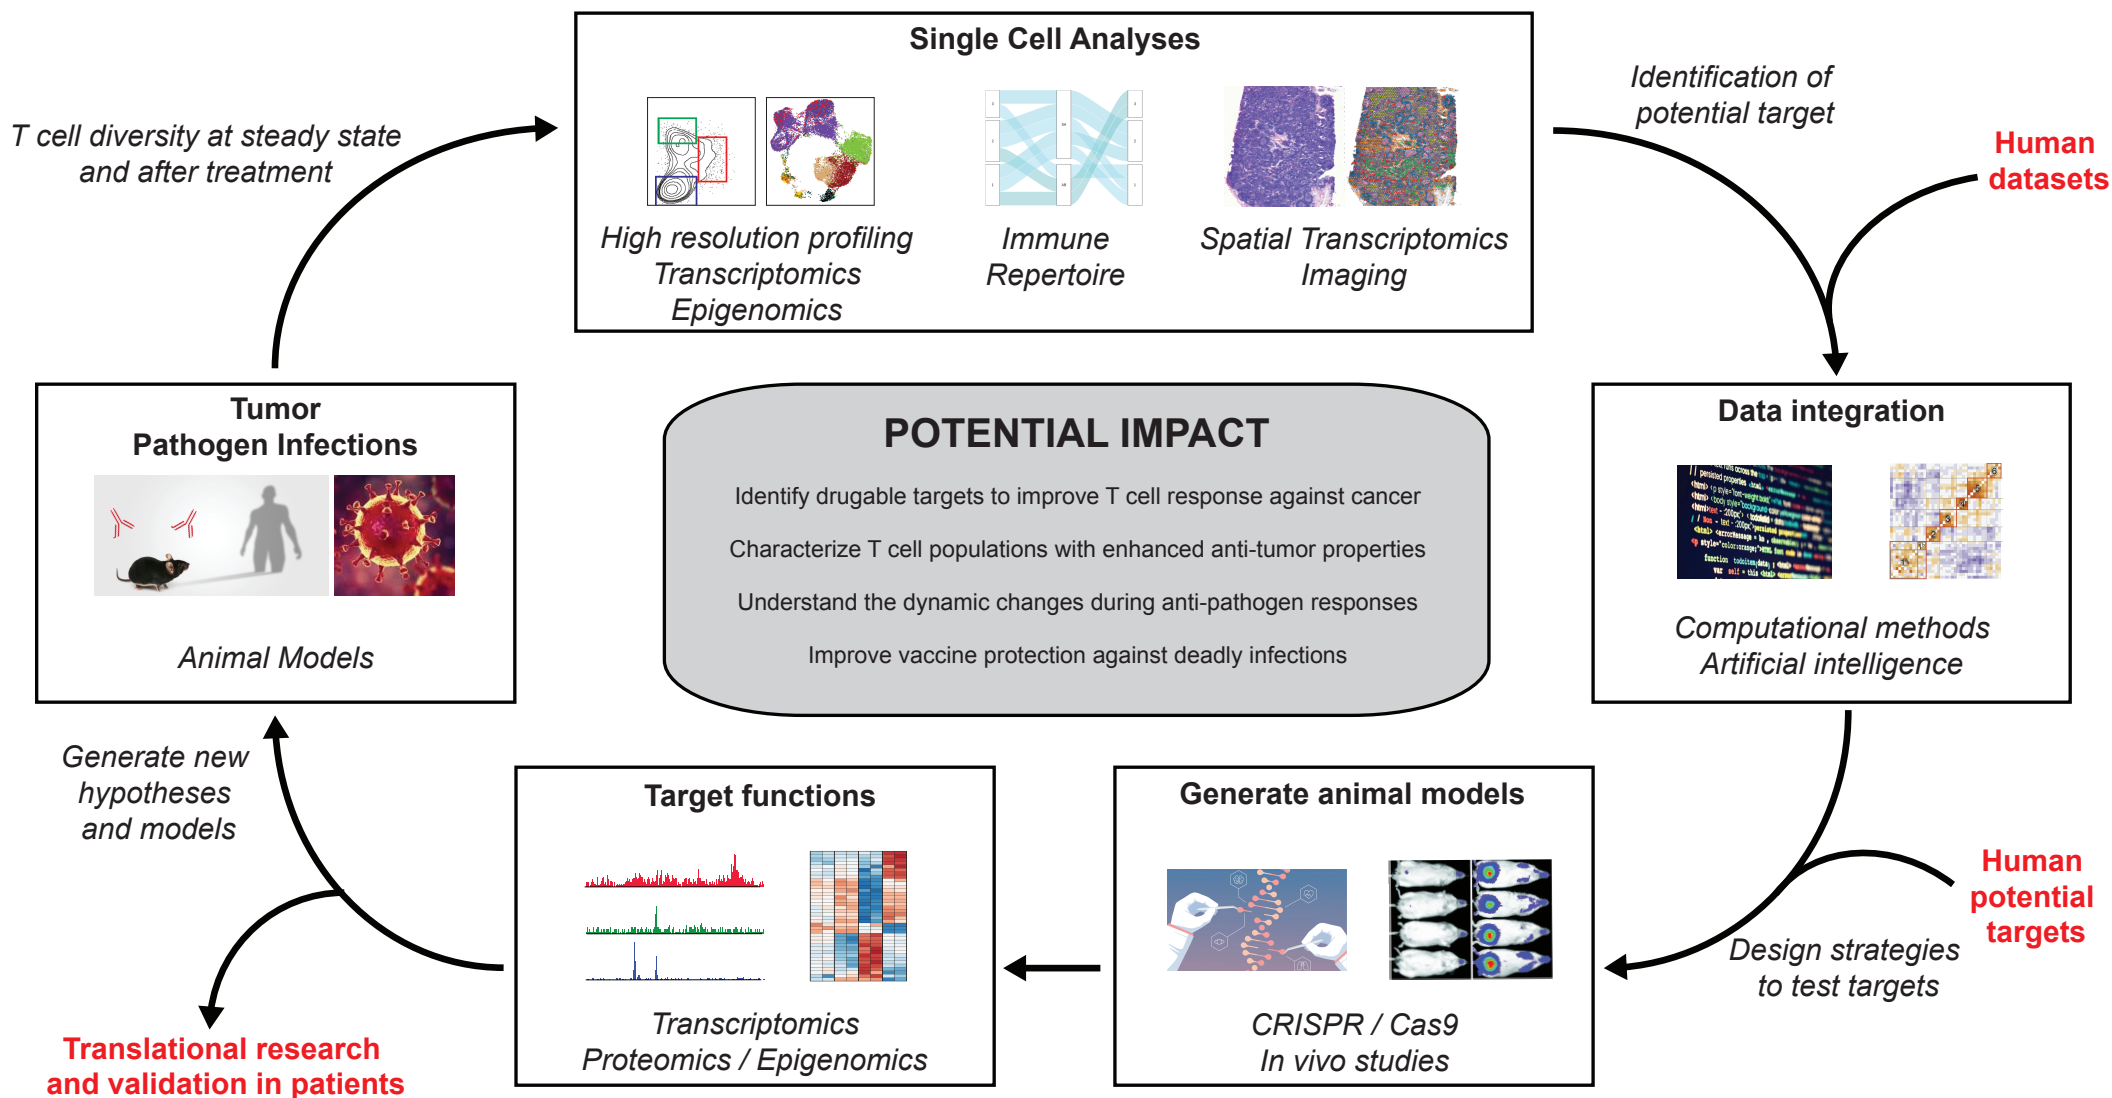 Single Cell Analyses
High resolution profiling
Transcriptomics
Epigenomics
Immune
Repertoire
Spatial Transcriptomics
Imaging
T cell diversity at steady state
and after treatment
Identification of
potential target
Human
datasets
Tumor
Pathogen Infections
Animal Models
POTENTIAL IMPACT
Identify drugable targets to improve T cell response against cancer
Characterize T cell populations with enhanced anti-tumor properties
Understand the dynamic changes during anti-pathogen responses
Improve vaccine protection against deadly infections
Data integration
Computational methods
Artificial intelligence
Generate new
hypotheses
and models
Target functions
Transcriptomics
Proteomics / Epigenomics
Generate animal models
CRISPR / Cas9
In vivo studies
Human
potential
targets
Design strategies
to test targets
Translational research
and validation in patients